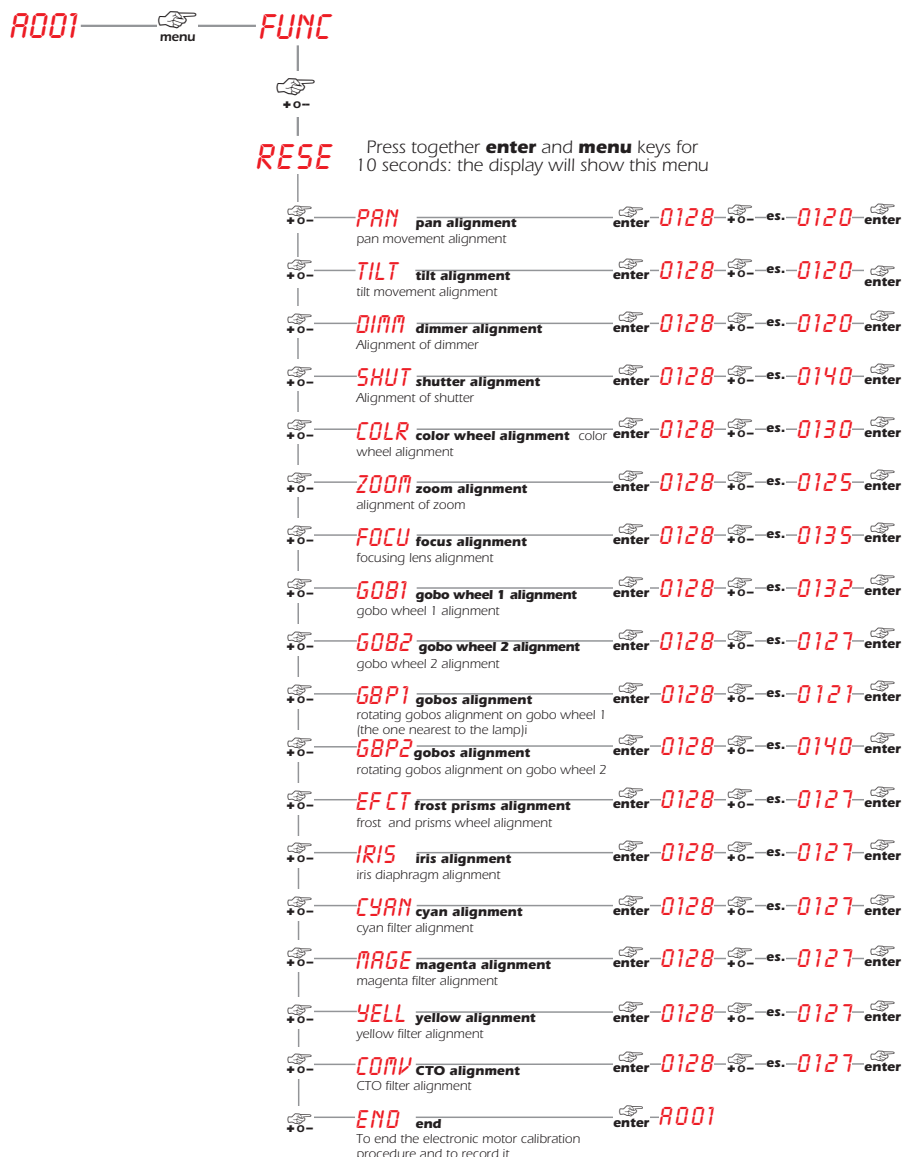 A001 menu FUNC
+ o -
RESE Press together enter and menu keys for
10 seconds: the display will show this menu
+ o - PAN pan alignment enter 0128 + o - es. 0120 enter
pan movement alignment
+ o - TILT tilt alignment enter 0128 + o - es. 0120 enter
tilt movement alignment
+ o - DIMM dimmer alignment enter 0128 + o - es. 0120 enter
Alignment of dimmer
+ o - SHUT shutter alignment enter 0128 + o - es. 0140 enter
Alignment of shutter
+ o - COLR color wheel alignment color enter 0128 + o - es. 0130 enter
wheel alignment
+ o - ZOOM zoom alignment enter 0128 + o - es. 0125 enter
alignment of zoom
+ o - FOCU focus alignment enter 0128 + o - es. 0135 enter
focusing lens alignment
+ o - GOB1 gobo wheel 1 alignment enter 0128 + o - es. 0132 enter
gobo wheel 1 alignment
+ o - GOB2 gobo wheel 2 alignment enter 0128 + o - es. 0127 enter
gobo wheel 2 alignment
+ o - GBP1 gobos alignment enter 0128 + o - es. 0121 enter
rotating gobos alignment on gobo wheel 1
(the one nearest to the lamp)i
+ o - GBP2 gobos alignment enter 0128 + o - es. 0140 enter
rotating gobos alignment on gobo wheel 2
+ o - EFCT frost prisms alignment enter 0128 + o - es. 0127 enter
frost and prisms wheel alignment
+ o - IRIS iris alignment enter 0128 + o - es. 0127 enter
iris diaphragm alignment
+ o - CYAN cyan alignment enter 0128 + o - es. 0127 enter
cyan filter alignment
+ o - MAGE magenta alignment enter 0128 + o - es. 0127 enter
magenta filter alignment
+ o - YELL yellow alignment enter 0128 + o - es. 0127 enter
yellow filter alignment
+ o - COMV CTO alignment enter 0128 + o - es. 0127 enter
CTO filter alignment
+ o - END end enter A001
To end the electronic motor calibration
procedure and to record it